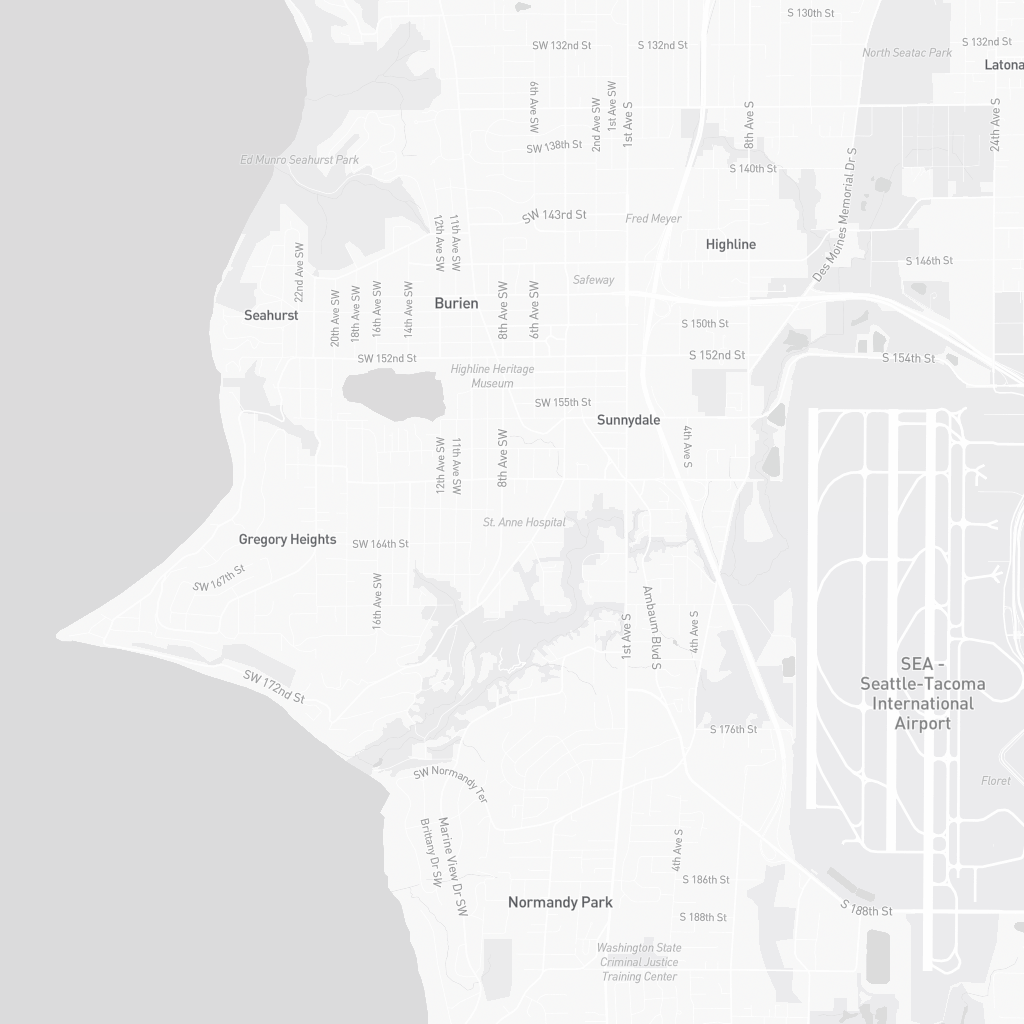 S 130th St
SW 132nd St
S 132nd St
S 132nd St
North Seatac Park
Latona
6th Ave SW
2nd Ave SW
1st Ave SW
1st Ave S
8th Ave S
24th Ave S
SW 138th St
Ed Munro Seahurst Park
S 140th St
Des Moines Memorial Dr S
SW 143rd St
Fred Meyer
12th Ave SW
11th Ave SW
Highline
22nd Ave SW
S 146th St
Safeway
20th Ave SW
18th Ave SW
16th Ave SW
14th Ave SW
Burien
8th Ave SW
6th Ave SW
Seahurst
S 150th St
SW 152nd St
S 152nd St
S 154th St
Highline Heritage
Museum
SW 155th St
Sunnydale
12th Ave SW
11th Ave SW
8th Ave SW
4th Ave S
St. Anne Hospital
Gregory Heights
SW 164th St
SW 167th St
16th Ave SW
1st Ave S
Ambaum Blvd S
4th Ave S
SW 172nd St
SEA -
Seattle-Tacoma
International
Airport
S 176th St
SW Normandy Ter
Floret
Brittany Dr SW
Marine View Dr SW
4th Ave S
S 186th St
Normandy Park
S 188th St
S 188th St
Washington State
Criminal Justice
Training Center